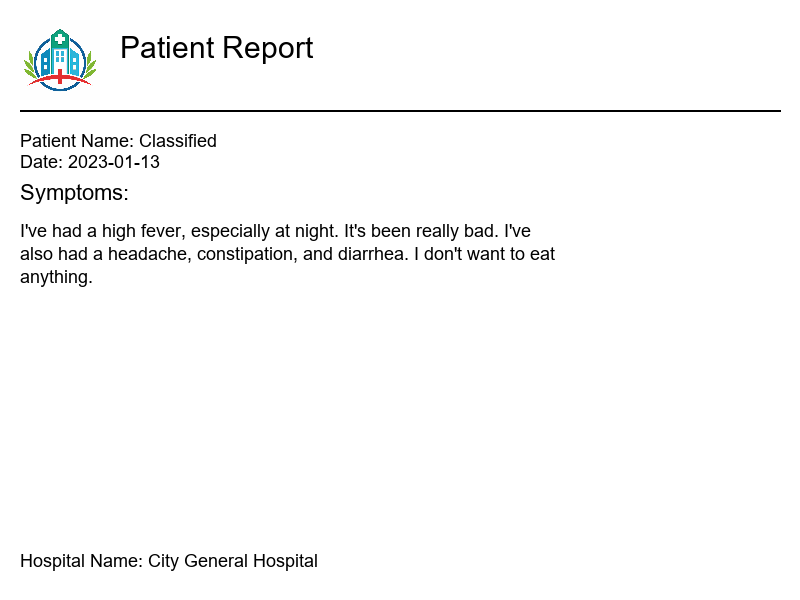 Patient Report
Patient Name: Classified
Date: 2023-01-13
Symptoms:
I've had a high fever, especially at night. It's been really bad. I've
also had a headache, constipation, and diarrhea. I don't want to eat
anything.
Hospital Name: City General Hospital